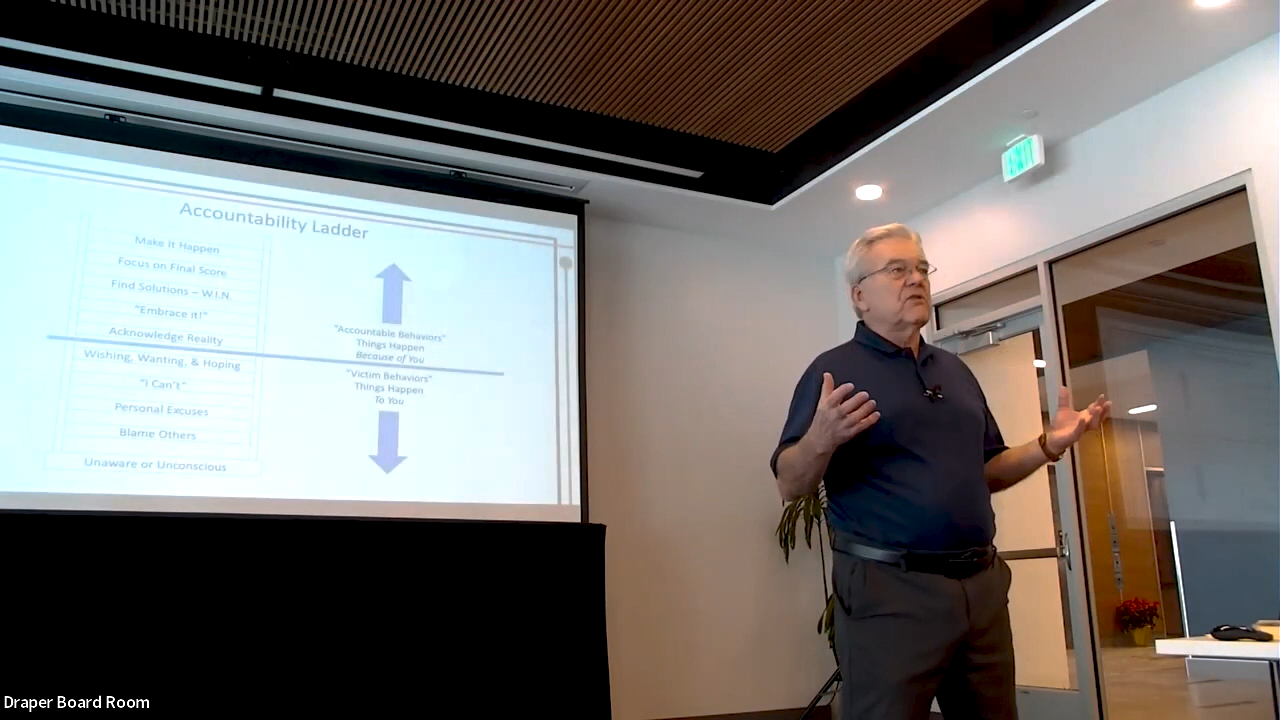 Accountability Ladder
Make it Happen
Focus on Final Score
Find Solutions – W.I.N.
"Embrace it!"
Acknowledge Reality
Wishing, Wanting, & Hoping
"I Can't"
Personal Excuses
Blame Others
Unaware or Unconscious
"Accountable Behaviors"
Things Happen
Because of You
"Victim Behaviors"
Things Happen
To You
EXIT
Draper Board Room